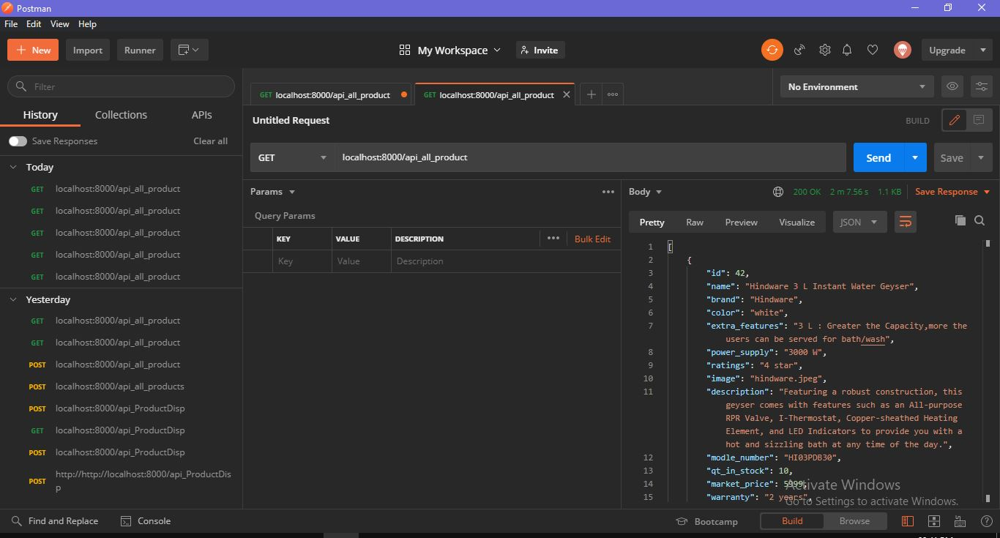 Postman
File Edit View Help
New Import Runner My Workspace Invite Upgrade
Filter
History Collections APIs
Save Responses Clear all
Today
GET localhost:8000/api_all_product
GET localhost:8000/api_all_product
GET localhost:8000/api_all_product
GET localhost:8000/api_all_product
GET localhost:8000/api_all_product
Yesterday
GET localhost:8000/api_all_product
GET localhost:8000/api_all_product
POST localhost:8000/api_all_product
POST localhost:8000/api_all_products
POST localhost:8000/api_ProductDisp
GET localhost:8000/api_ProductDisp
POST localhost:8000/api_ProductDisp
POST http://http://localhost:8000/api_ProductDis
p
GET localhost:8000/api_all_product GET localhost:8000/api_all_product No Environment
Untitled Request BUILD
GET localhost:8000/api_all_product Send Save
Params
Query Params
KEY VALUE DESCRIPTION Bulk Edit
Key Value Description
Body 200 OK 2 m 7.56 s 1.1 KB Save Response
Pretty Raw Preview Visualize JSON
1 [
2 {
3 "id": 42,
4 "name": "Hindware 3 L Instant Water Geyser",
5 "brand": "Hindware",
6 "color": "white",
7 "extra_features": "3 L : Greater the Capacity,more the
users can be served for bath/wash",
8 "power_supply": "3000 W",
9 "ratings": "4 star",
10 "image": "hindware.jpeg",
11 "description": "Featuring a robust construction, this
geyser comes with features such as an All-purpose
RPR Valve, I-Thermostat, Copper-sheathed Heating
Element, and LED Indicators to provide you with a
hot and sizzling bath at any time of the day.",
12 "modle_number": "HI03PDB30",
13 "qt_in_stock": 10,
14 "market_price": 5999,
15 "warranty": "2 years",
Activate Windows
Go to Settings to activate Windows.
Find and Replace Console Bootcamp Build Browse